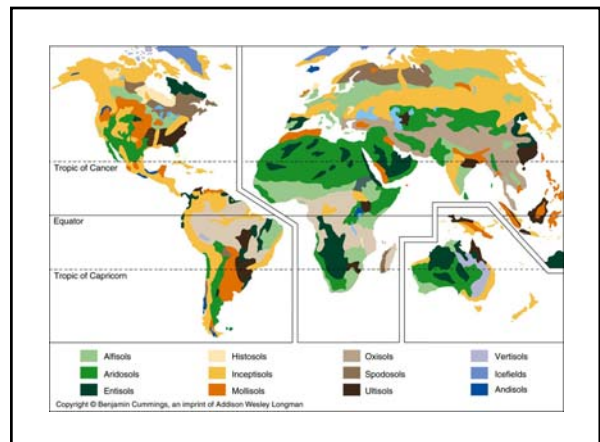 Tropic of Cancer
Equator
Tropic of Capricorn
Alfisols
Histosols
Oxisols
Vertisols
Aridosols
Inceptisols
Spodosols
Icefields
Entisols
Mollisols
Ultisols
Andisols
Copyright © Benjamin Cummings, an imprint of Addison Wesley Longman